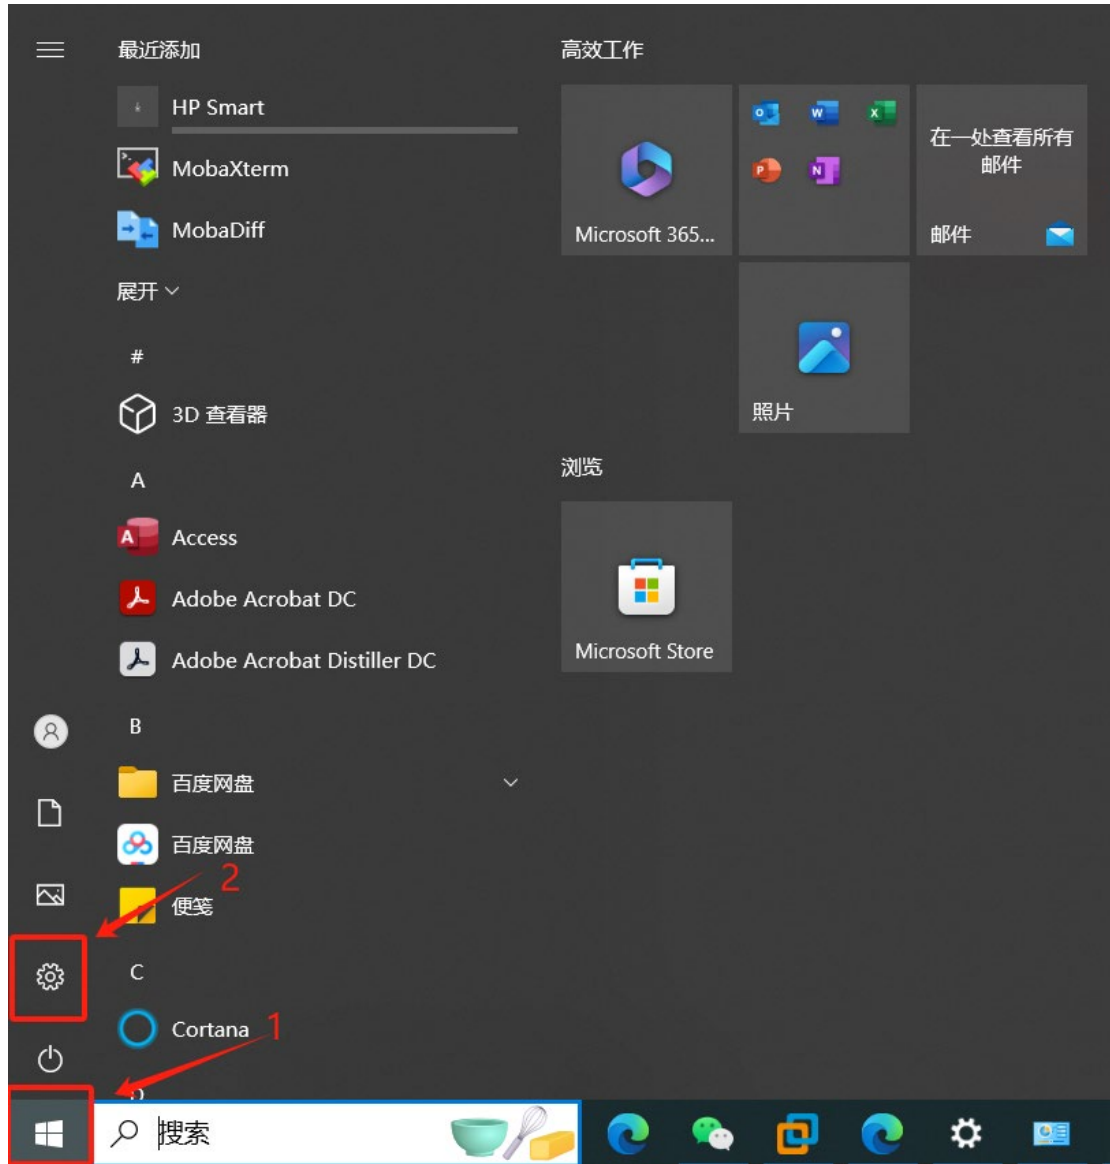 最近添加
HP Smart
MobaXterm
MobaDiff
展开
#
3D 查看器
A
Access
Adobe Acrobat DC
Adobe Acrobat Distiller DC
B
百度网盘
百度网盘
2
便笺
C
Cortana
1
搜索
高效工作
Microsoft 365...
在一处查看所有
邮件
邮件
照片
浏览
Microsoft Store